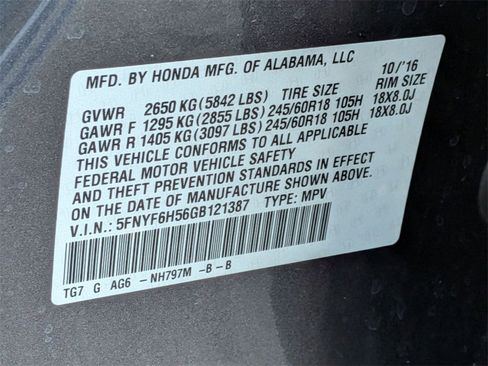 MFD. BY HONDA MFG. OF ALABAMA, LLC 10/'16
GVWR 2650 KG (5842 LBS) TIRE SIZE RIM SIZE
GAWR F 1295 KG (2855 LBS) 245/60R18 105H 18X8.0J
GAWR R 1405 KG (3097 LBS) 245/60R18 105H 18X8.0J
THIS VEHICLE CONFORMS TO ALL APPLICABLE
FEDERAL MOTOR VEHICLE SAFETY
AND THEFT PREVENTION STANDARDS IN EFFECT
ON THE DATE OF MANUFACTURE SHOWN ABOVE.
V.I.N.: 5FNYF6H56GB121387 TYPE: MPV
TG7 G AG6 - NH797M -B - B